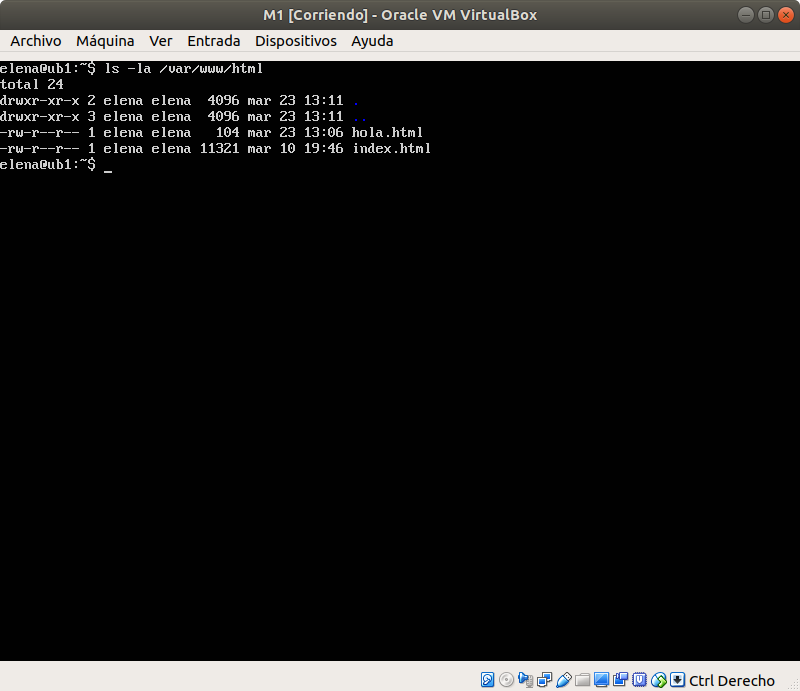 M1 [Corriendo] - Oracle VM VirtualBox
Archivo Máquina Ver Entrada Dispositivos Ayuda
elena@ub1:~$ ls -la /var/www/html
total 24
drwxr-xr-x 2 elena elena  4096 mar 23 13:11 .
drwxr-xr-x 3 elena elena  4096 mar 23 13:11 ..
-rw-r--r-- 1 elena elena   104 mar 23 13:06 hola.html
-rw-r--r-- 1 elena elena 11321 mar 10 19:46 index.html
elena@ub1:~$ _
Ctrl Derecho